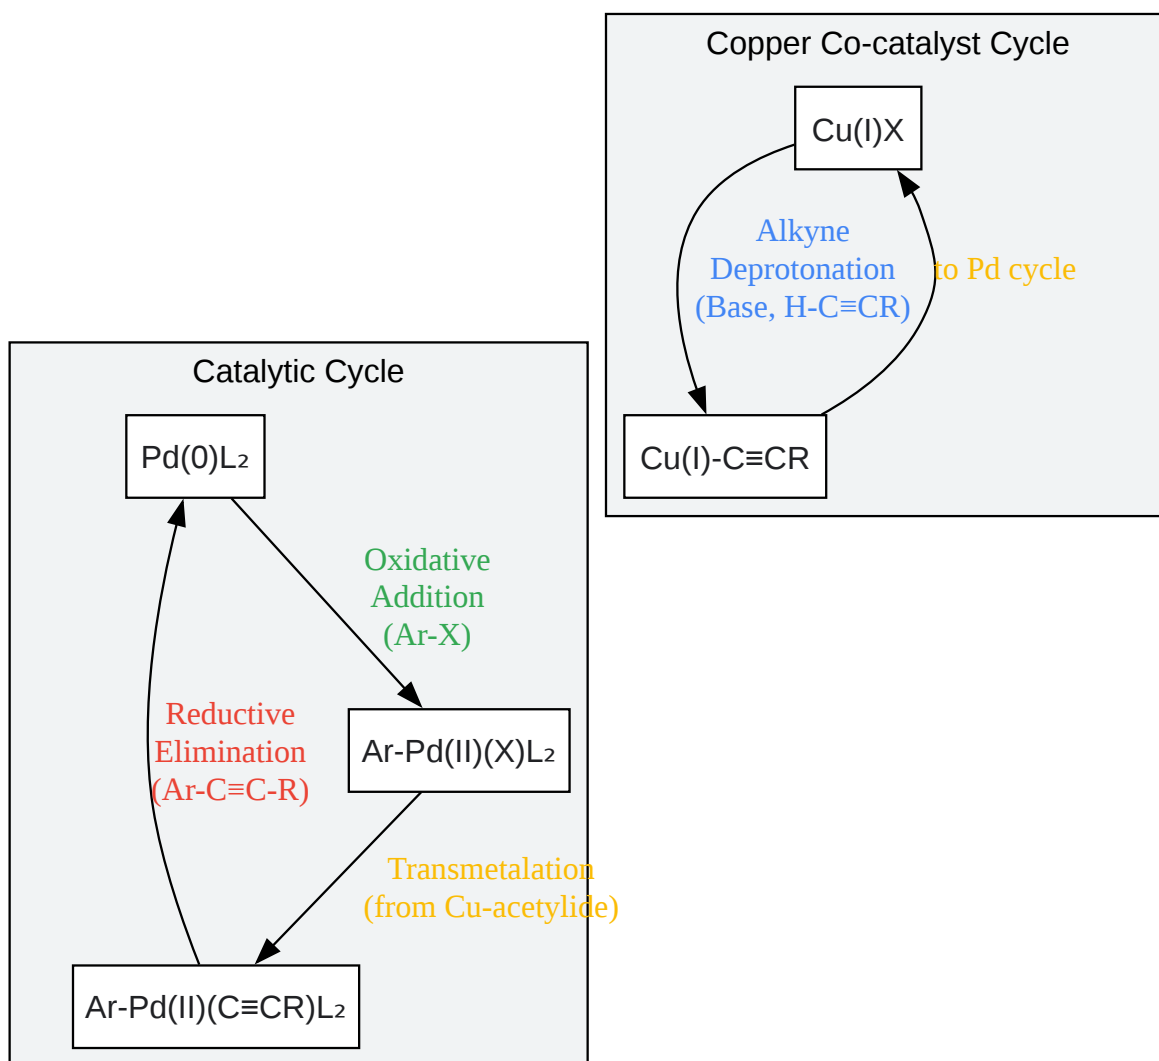 Copper Co-catalyst Cycle
Cu(I)X
Alkyne
Deprotonation
(Base, H-C≡CR)
to Pd cycle
Cu(I)-C≡CR
Catalytic Cycle
Pd(0)L₂
Oxidative
Addition
(Ar-X)
Ar-Pd(II)(X)L₂
Reductive
Elimination
(Ar-C≡C-R)
Transmetalation
(from Cu-acetylide)
Ar-Pd(II)(C≡CR)L₂